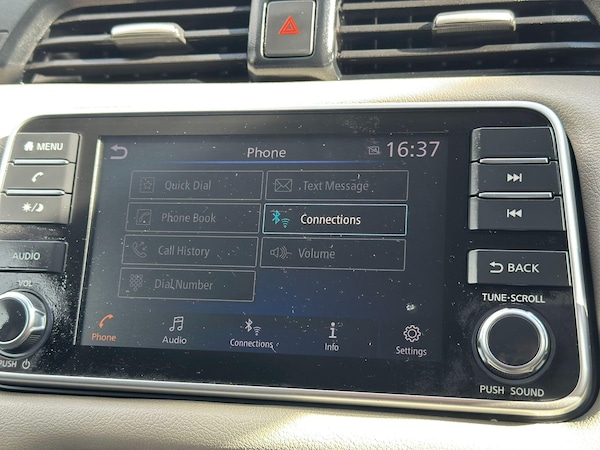 MENU
Phone
16:37
Quick Dial
Text Message
Phone Book
Connections
Call History
Volume
Dial Number
AUDIO
BACK
VOL
TUNE·SCROLL
Phone
Audio
Connections
Info
Settings
PUSH
PUSH SOUND